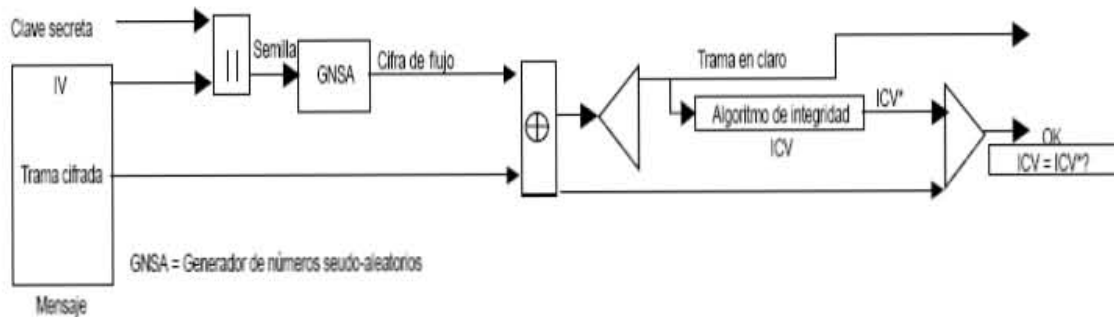 Clave secreta
IV
Trama cifrada
Mensaje
||
Semilla
GNSA
Cifra de flujo
Trama en claro
Algoritmo de integridad
ICV
ICV*
OK
ICV = ICV*?
GNSA = Generador de números seudo-aleatorios